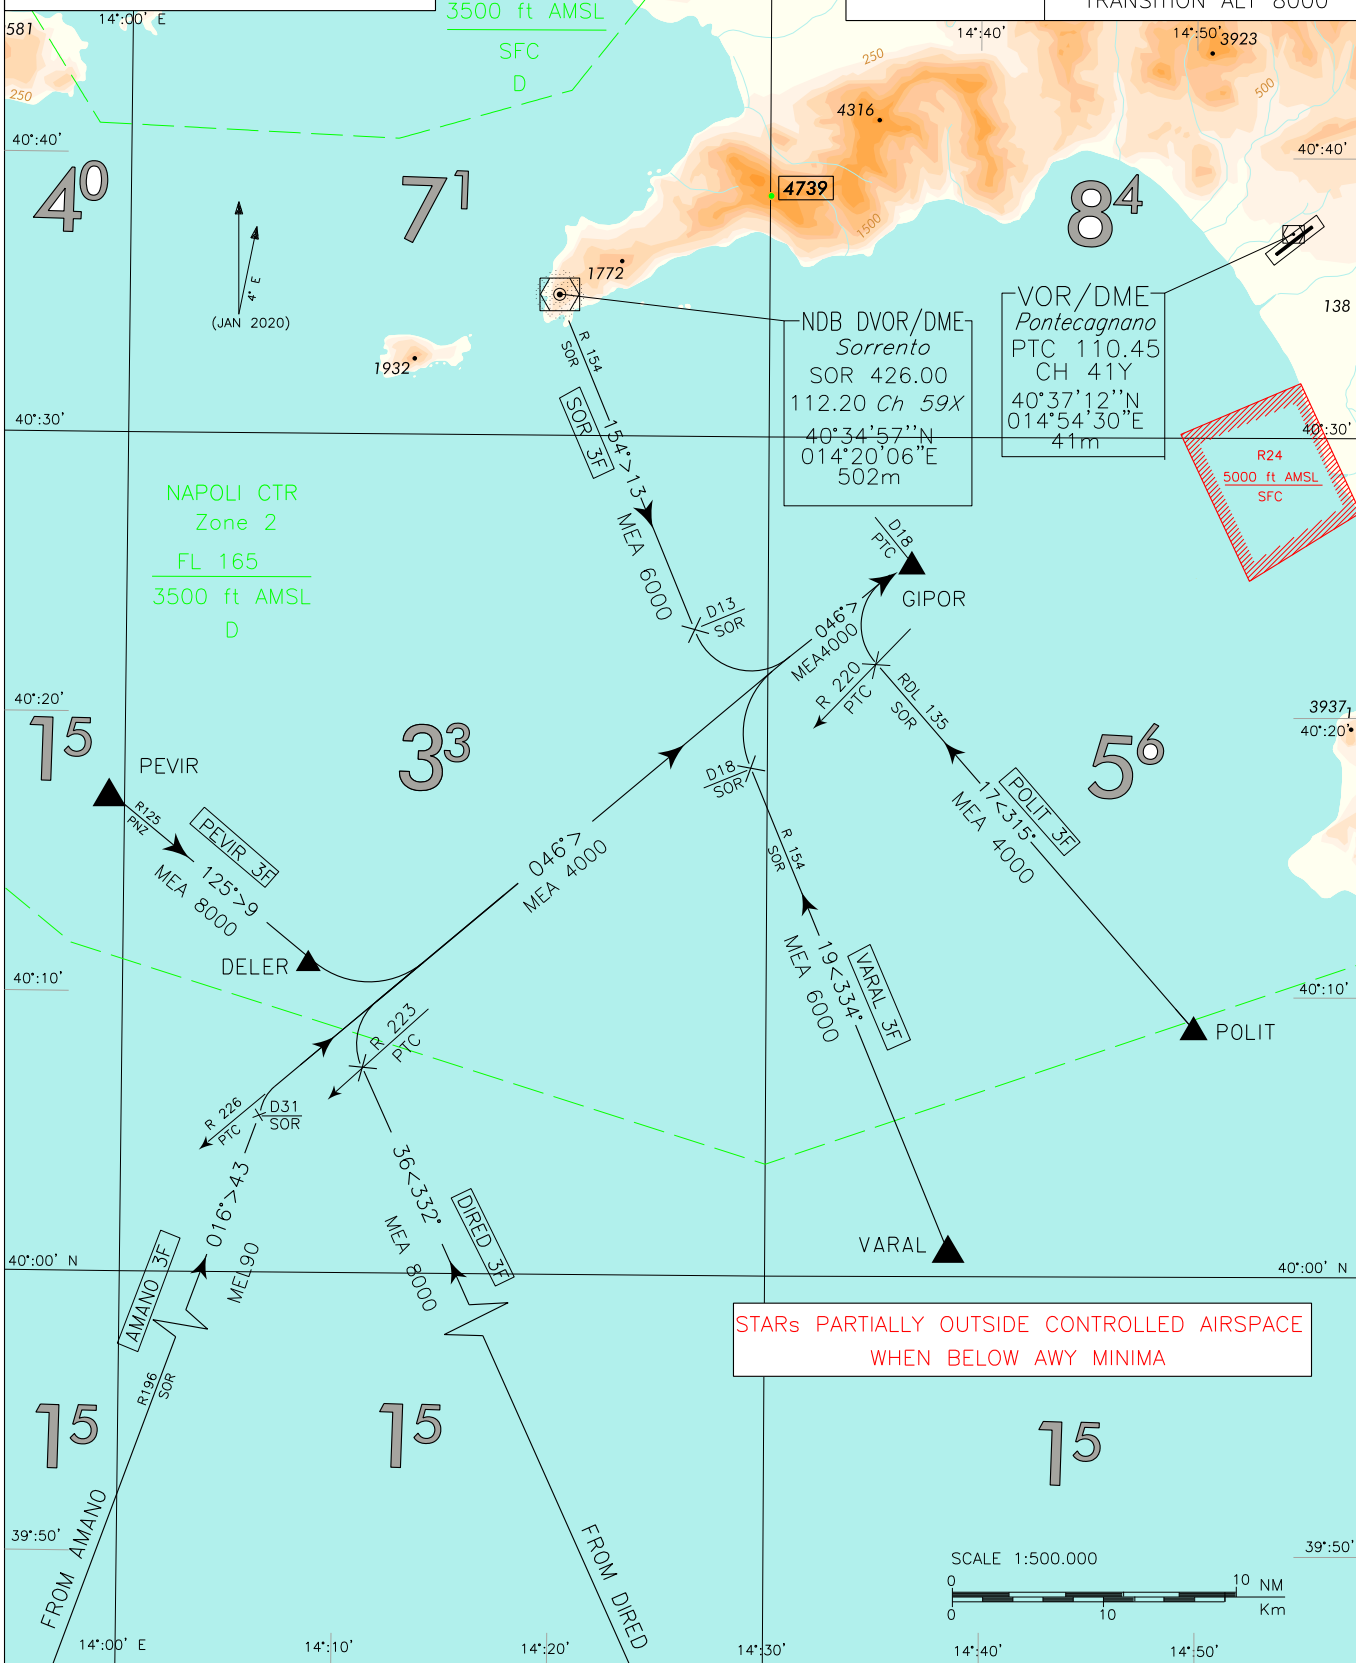 TRANSITION ALT 8000
14°:00' E
3500 ft AMSL
SFC
D
14°:40'
14°:50'
581
250
250
3923
500
4316
40°:40'
40°:40'
4⁰
7¹
4739
8⁴
1500
4° E
(JAN 2020)
1772
1932
138
NDB DVOR/DME
Sorrento
SOR 426.00
112.20 Ch 59X
40°34'57''N
014°20'06"E
502m
VOR/DME
Pontecagnano
PTC 110.45
CH 41Y
40°37'12''N
014°54'30"E
41m
R 154
SOR
SOR 3F
154°>13
MEA 6000
40°:30'
40°:30'
R24
5000 ft AMSL
SFC
NAPOLI CTR
Zone 2
FL 165
3500 ft AMSL
D
D18
PTC
GIPOR
D13
SOR
046°>
MEA4000
R 220
PTC
RDL 135
SOR
40°:20'
3937
40°:20'
1⁵
3³
5⁶
PEVIR
R125
PNZ
PEVIR 3F
125°>9
MEA 8000
D18
SOR
POLIT 3F
17<315°
MEA 4000
046°>
MEA 4000
R 154
SOR
DELER
40°:10'
40°:10'
VARAL 3F
19<334°
MEA 6000
R 223
PTC
POLIT
R 226
PTC
D31
SOR
016°>43
MEL90
AMANO 3F
36<332°
MEA 8000
DIRED 3F
VARAL
40°:00' N
40°:00' N
STARs PARTIALLY OUTSIDE CONTROLLED AIRSPACE
WHEN BELOW AWY MINIMA
R196
SOR
1⁵
1⁵
1⁵
FROM AMANO
FROM DIRED
39°:50'
39°:50'
SCALE 1:500.000
0
10 NM
0
10
Km
14°:00' E
14°:10'
14°:20'
14°:30'
14°:40'
14°:50'